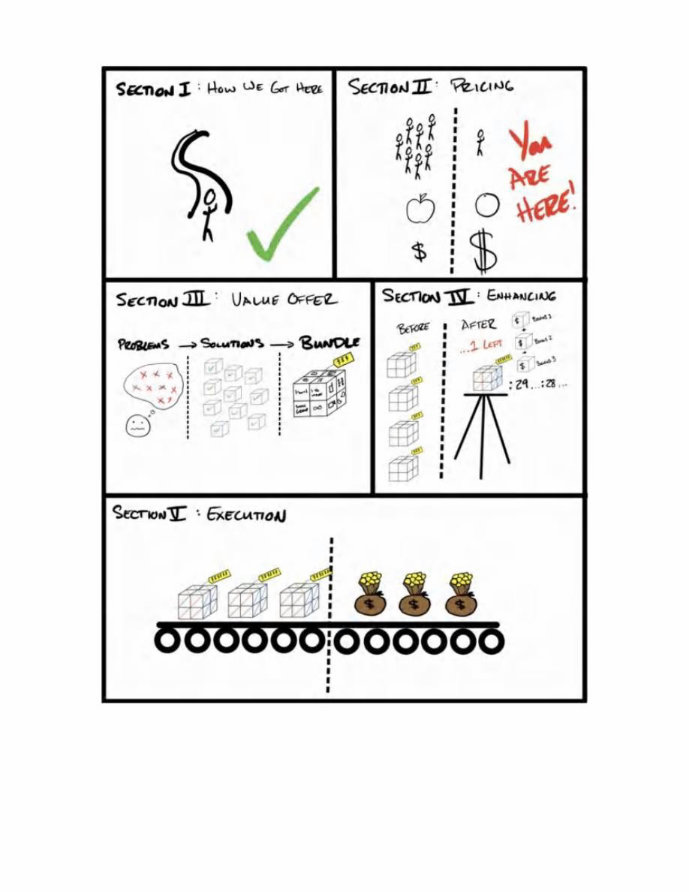 SECTION I : HOW WE GOT HERE
SECTION II : PRICING
YOU
ARE
HERE!
$ $
SECTION III : VALUE OFFER
PROBLEMS → SOLUTIONS → BUNDLE
$$$
SECTION IV : ENHANCING
BEFORE AFTER
...1 LEFT
$ BONUS 1
$ BONUS 2
$ BONUS 3
:29...:28...
SECTION V : EXECUTION
$ $ $